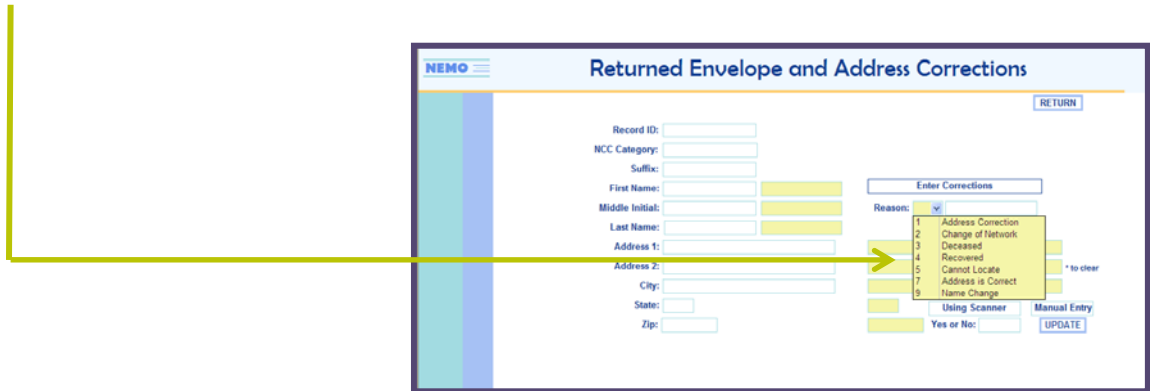 NEMO
Returned Envelope and Address Corrections
RETURN
Record ID:
NCC Category:
Suffix:
First Name:
Enter Corrections
Middle Initial:
Reason:
Last Name:
1 Address Correction
2 Change of Network
3 Deceased
4 Recovered
5 Cannot Locate
7 Address is Correct
9 Name Change
Address 1:
Address 2:
* to clear
City:
State:
Using Scanner
Manual Entry
Zip:
Yes or No:
UPDATE